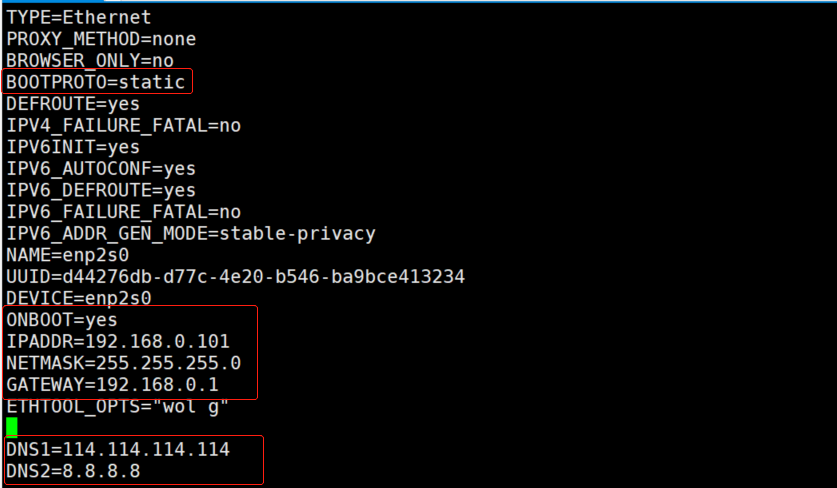 TYPE=Ethernet
PROXY_METHOD=none
BROWSER_ONLY=no
BOOTPROTO=static
DEFROUTE=yes
IPV4_FAILURE_FATAL=no
IPV6INIT=yes
IPV6_AUTOCONF=yes
IPV6_DEFROUTE=yes
IPV6_FAILURE_FATAL=no
IPV6_ADDR_GEN_MODE=stable-privacy
NAME=enp2s0
UUID=d44276db-d77c-4e20-b546-ba9bce413234
DEVICE=enp2s0
ONBOOT=yes
IPADDR=192.168.0.101
NETMASK=255.255.255.0
GATEWAY=192.168.0.1
ETHTOOL_OPTS="wol g"
DNS1=114.114.114.114
DNS2=8.8.8.8